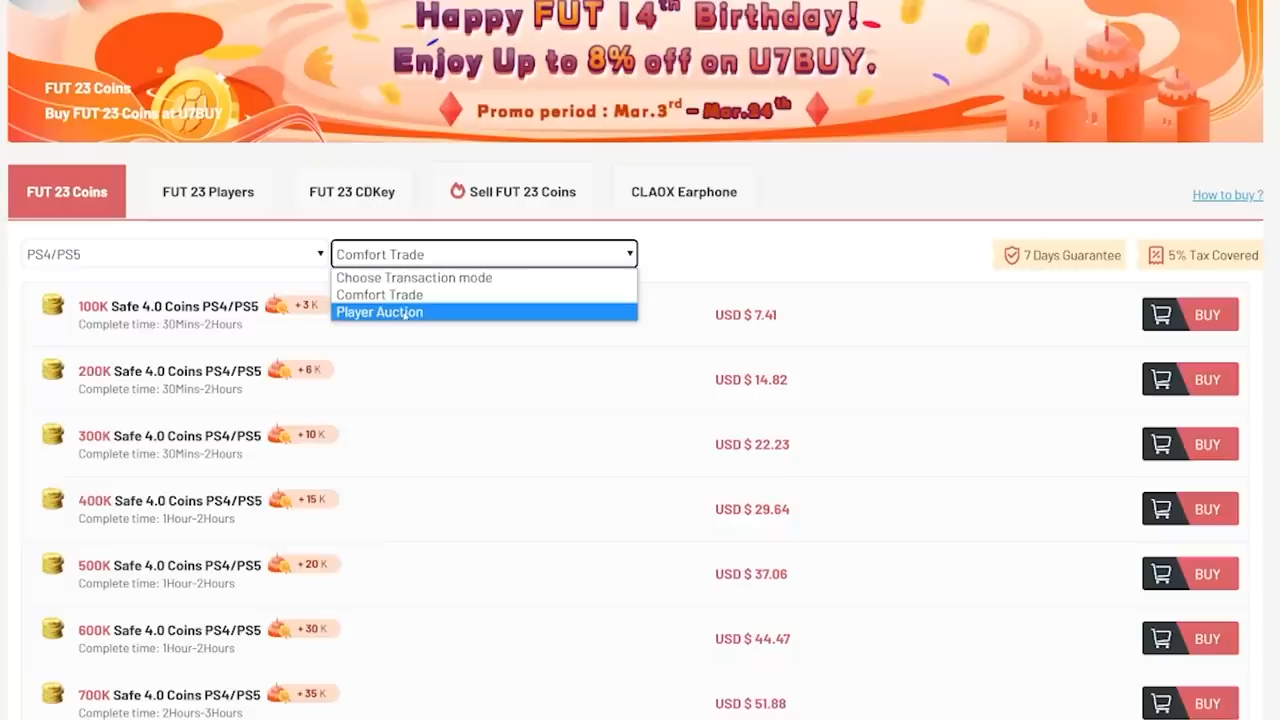 Happy FUT 14th Birthday!
Enjoy Up to 8% off on U7BUY.
Promo period : Mar.3rd – Mar.24th
FUT 23 Coins
Buy FUT 23 Coins at U7BUY
FUT 23 Coins
FUT 23 Players
FUT 23 CDKey
Sell FUT 23 Coins
CLAOX Earphone
How to buy ?
PS4/PS5
Comfort Trade
7 Days Guarantee
5% Tax Covered
Choose Transaction mode
Comfort Trade
Player Auction
100K Safe 4.0 Coins PS4/PS5 +3 K
Complete time: 30Mins-2Hours
USD $ 7.41
BUY
200K Safe 4.0 Coins PS4/PS5 +6 K
Complete time: 30Mins-2Hours
USD $ 14.82
BUY
300K Safe 4.0 Coins PS4/PS5 +10 K
Complete time: 30Mins-2Hours
USD $ 22.23
BUY
400K Safe 4.0 Coins PS4/PS5 +15 K
Complete time: 1Hour-2Hours
USD $ 29.64
BUY
500K Safe 4.0 Coins PS4/PS5 +20 K
Complete time: 1Hour-2Hours
USD $ 37.06
BUY
600K Safe 4.0 Coins PS4/PS5 +30 K
Complete time: 1Hour-2Hours
USD $ 44.47
BUY
700K Safe 4.0 Coins PS4/PS5 +35 K
Complete time: 2Hours-3Hours
USD $ 51.88
BUY